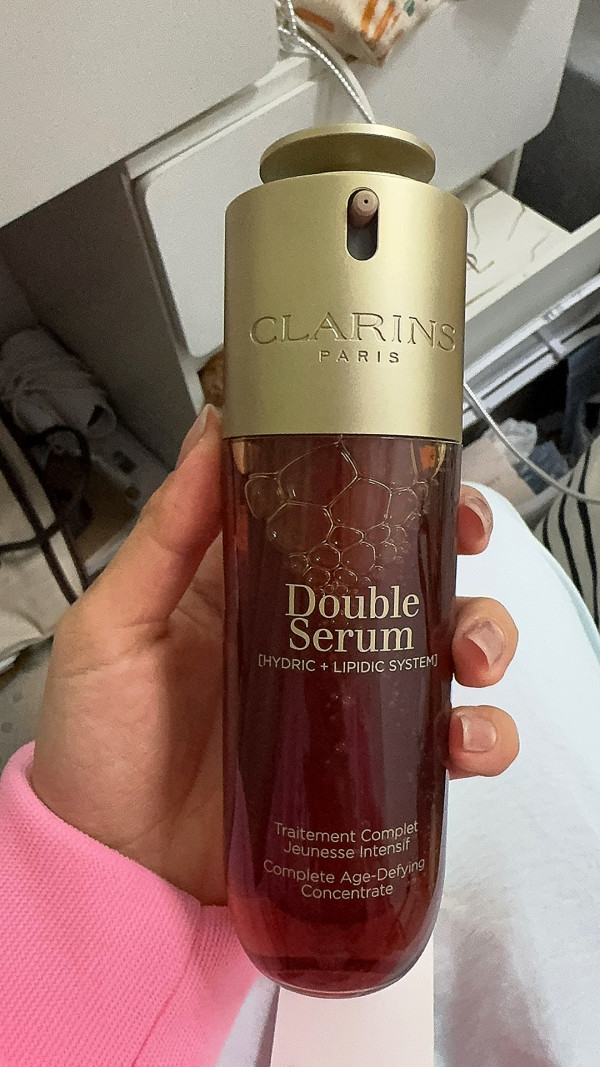 CLARINS
PARIS
Double
Serum
[HYDRIC + LIPIDIC SYSTEM]
Traitement Complet
Jeunesse Intensif
Complete Age-Defying
Concentrate